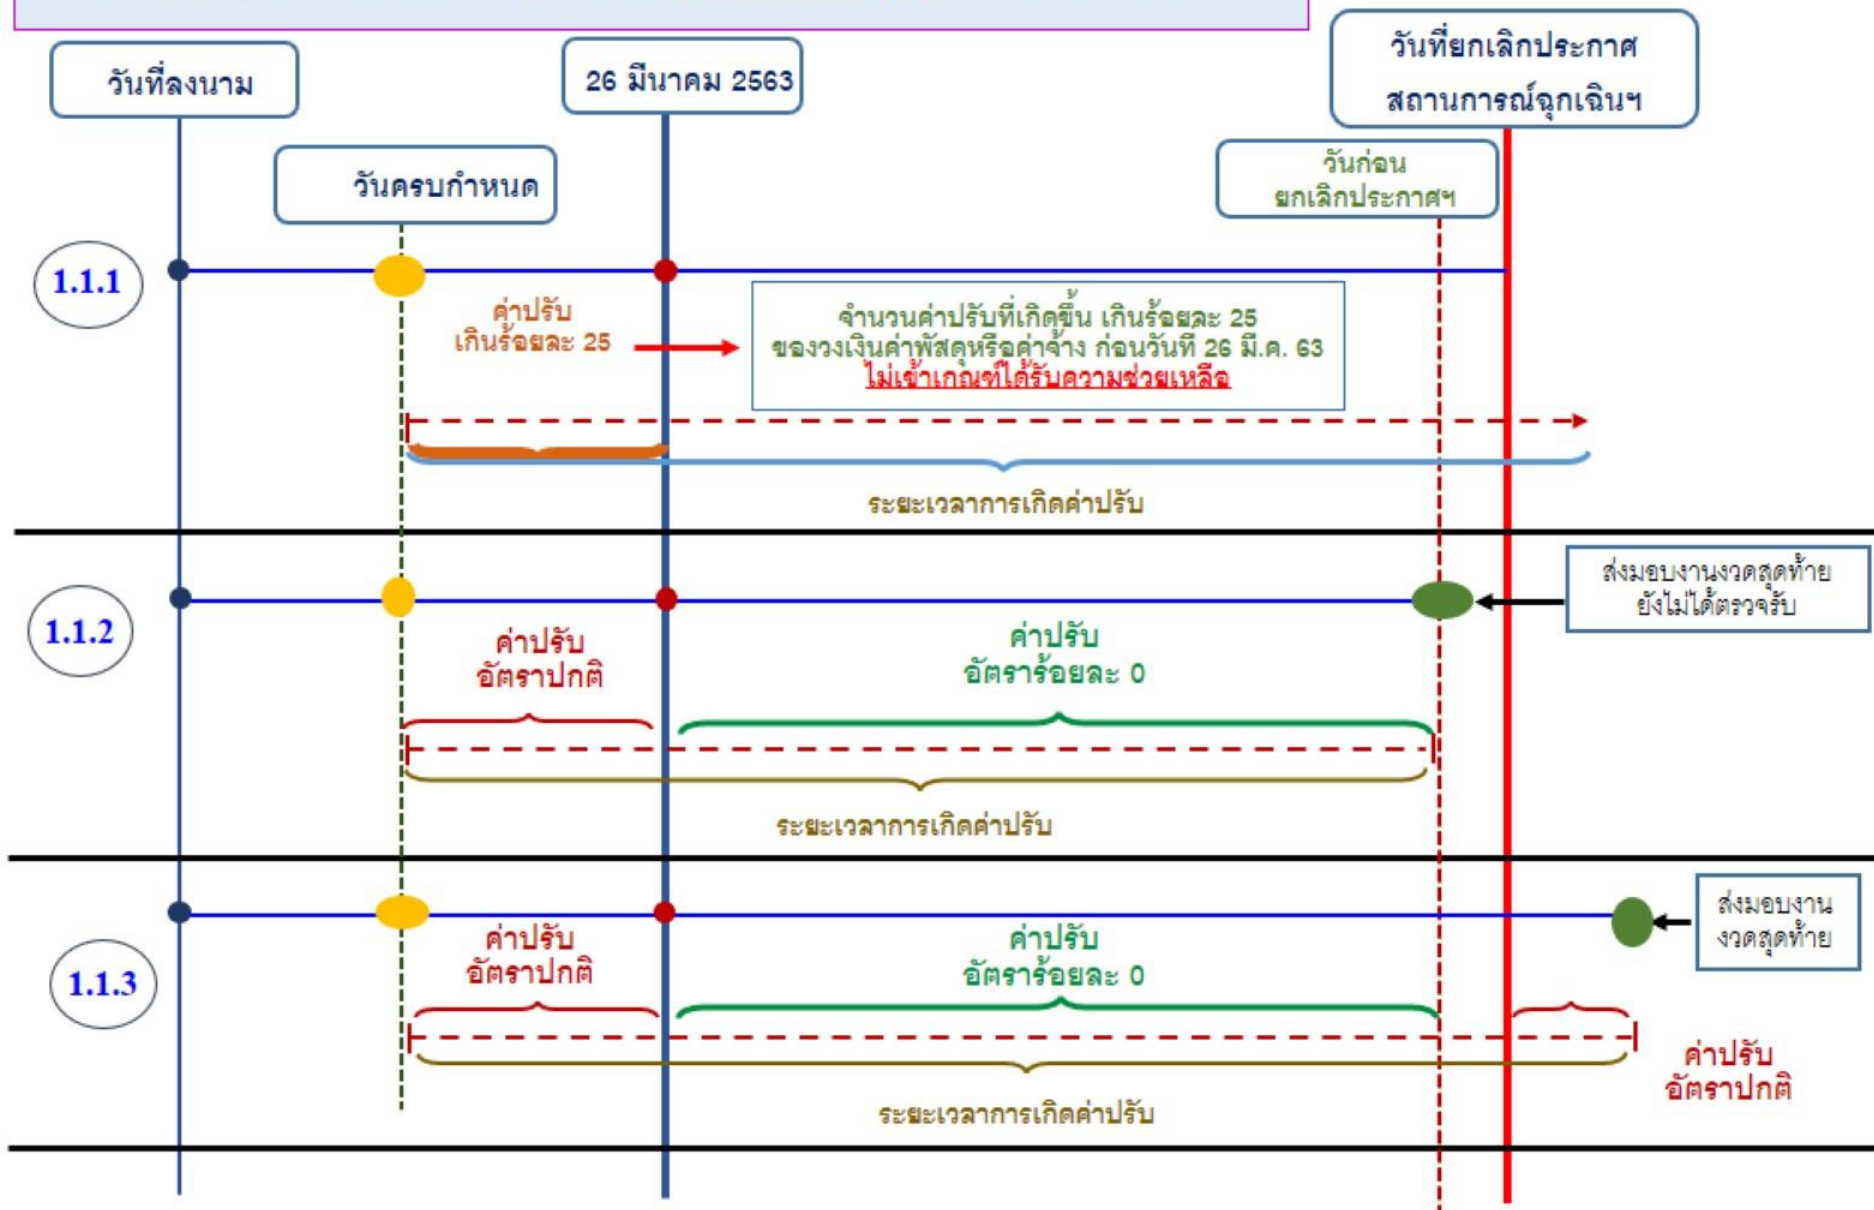 วันที่ลงนาม
26 มีนาคม 2563
วันที่ยกเลิกประกาศ
สถานการณ์ฉุกเฉินฯ
วันครบกำหนด
วันก่อน
ยกเลิกประกาศฯ
1.1.1
ค่าปรับ
เกินร้อยละ 25
จำนวนค่าปรับที่เกิดขึ้น เกินร้อยละ 25
ของวงเงินค่าพัสดุหรือค่าจ้าง ก่อนวันที่ 26 มี.ค. 63
ไม่เข้าเกณฑ์ได้รับความช่วยเหลือ
ระยะเวลาการเกิดค่าปรับ
1.1.2
ส่งมอบงานงวดสุดท้าย
ยังไม่ได้ตรวจรับ
ค่าปรับ
อัตราปกติ
ค่าปรับ
อัตราร้อยละ 0
ระยะเวลาการเกิดค่าปรับ
1.1.3
ส่งมอบงาน
งวดสุดท้าย
ค่าปรับ
อัตราปกติ
ค่าปรับ
อัตราร้อยละ 0
ค่าปรับ
อัตราปกติ
ระยะเวลาการเกิดค่าปรับ